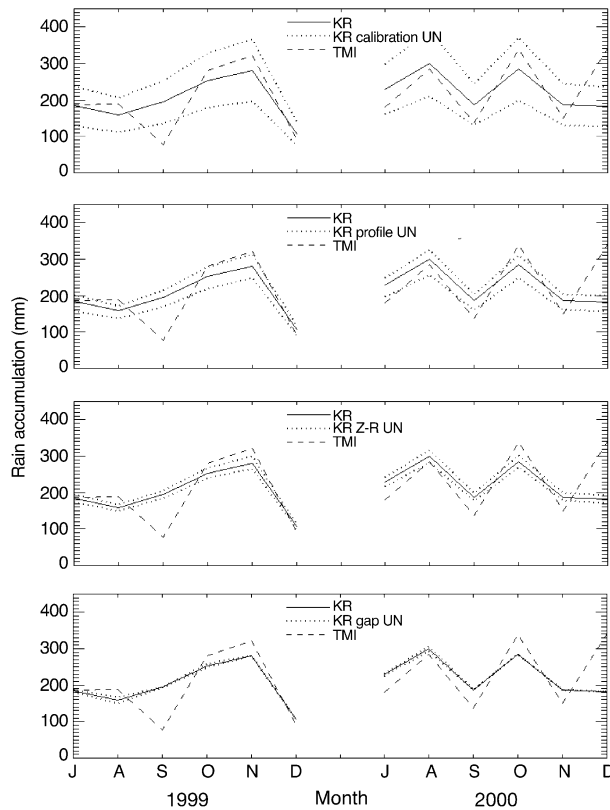 450
400
300
200
100
0
KR
KR calibration UN
TMI
400
300
200
100
0
KR
KR profile UN
TMI
400
300
200
100
0
KR
KR Z-R UN
TMI
400
300
200
100
0
KR
KR gap UN
TMI
Rain accumulation (mm)
J A S O N D J A S O N D
1999 Month 2000